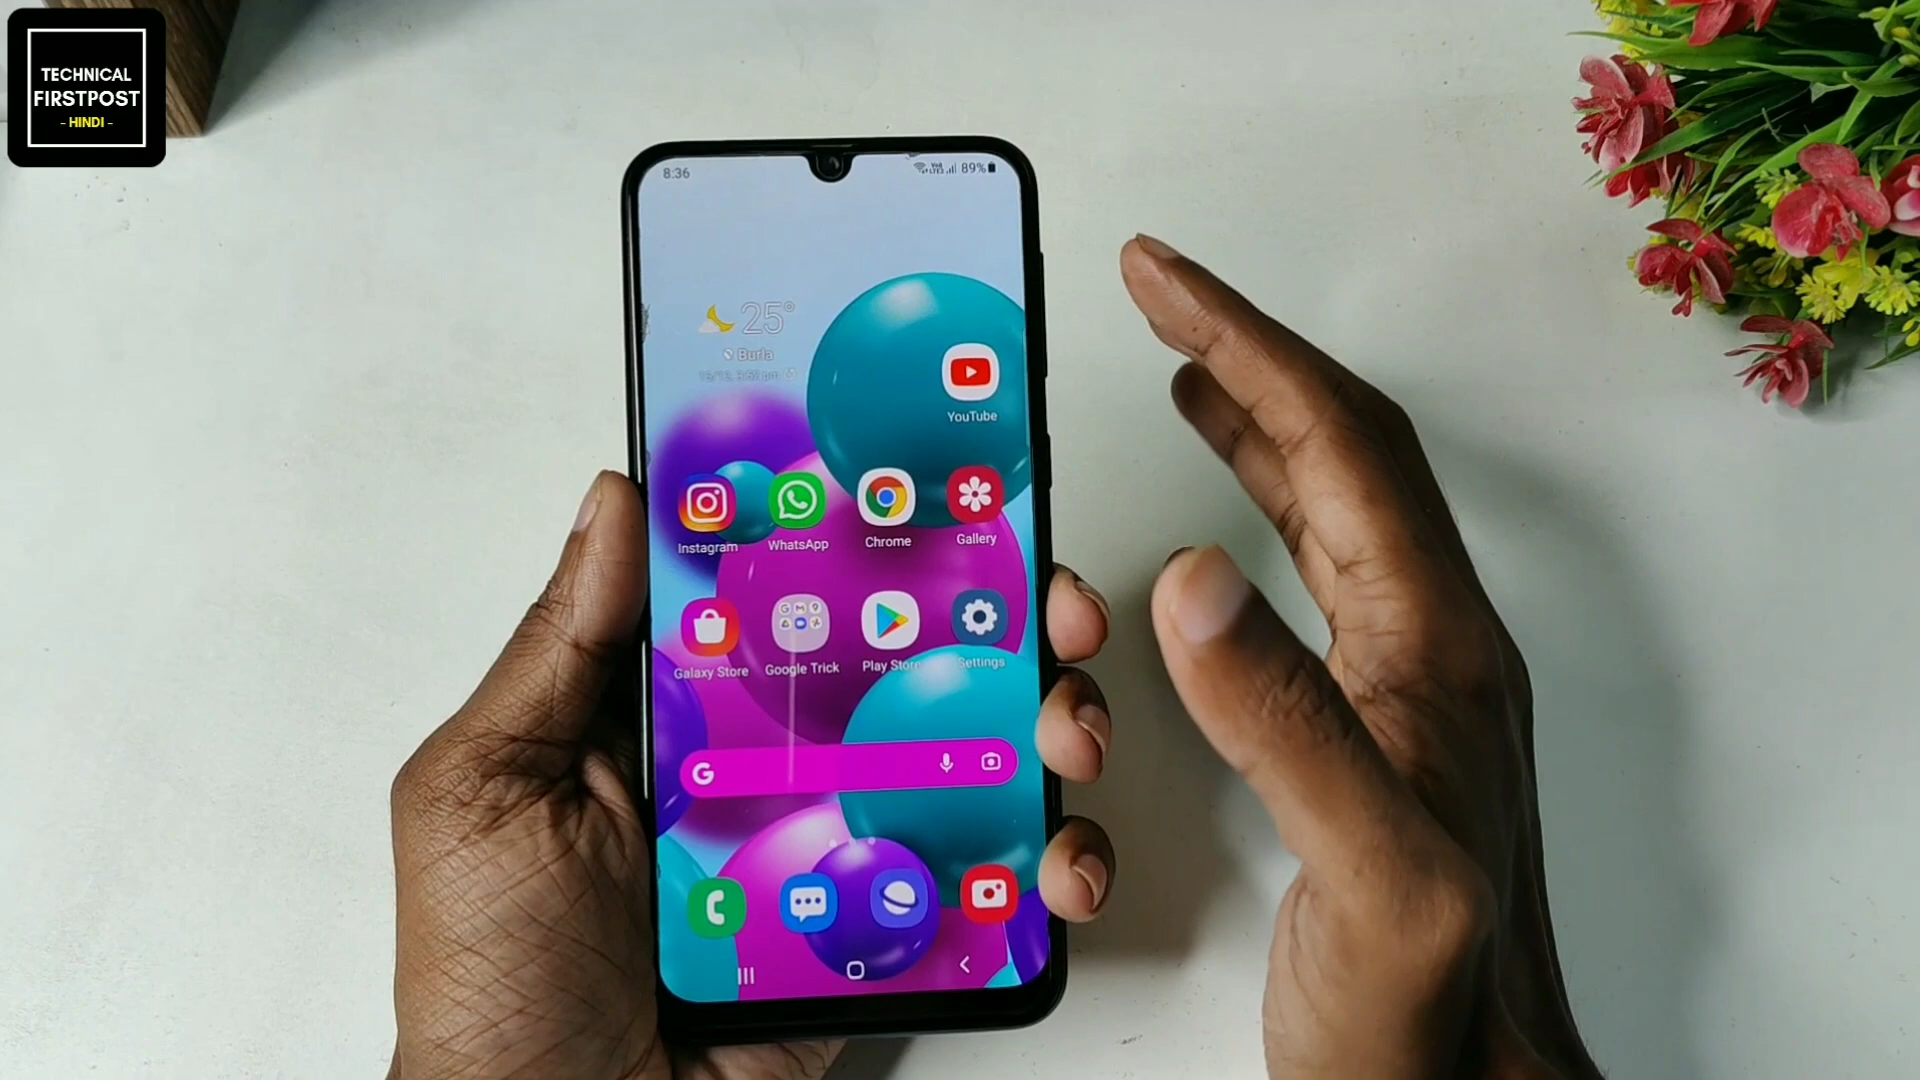 TECHNICAL
FIRSTPOST
- HINDI -
8:36
89%
25°
Burla
YouTube
Instagram
WhatsApp
Chrome
Gallery
Galaxy Store
Google Trick
Play Store
Settings
G